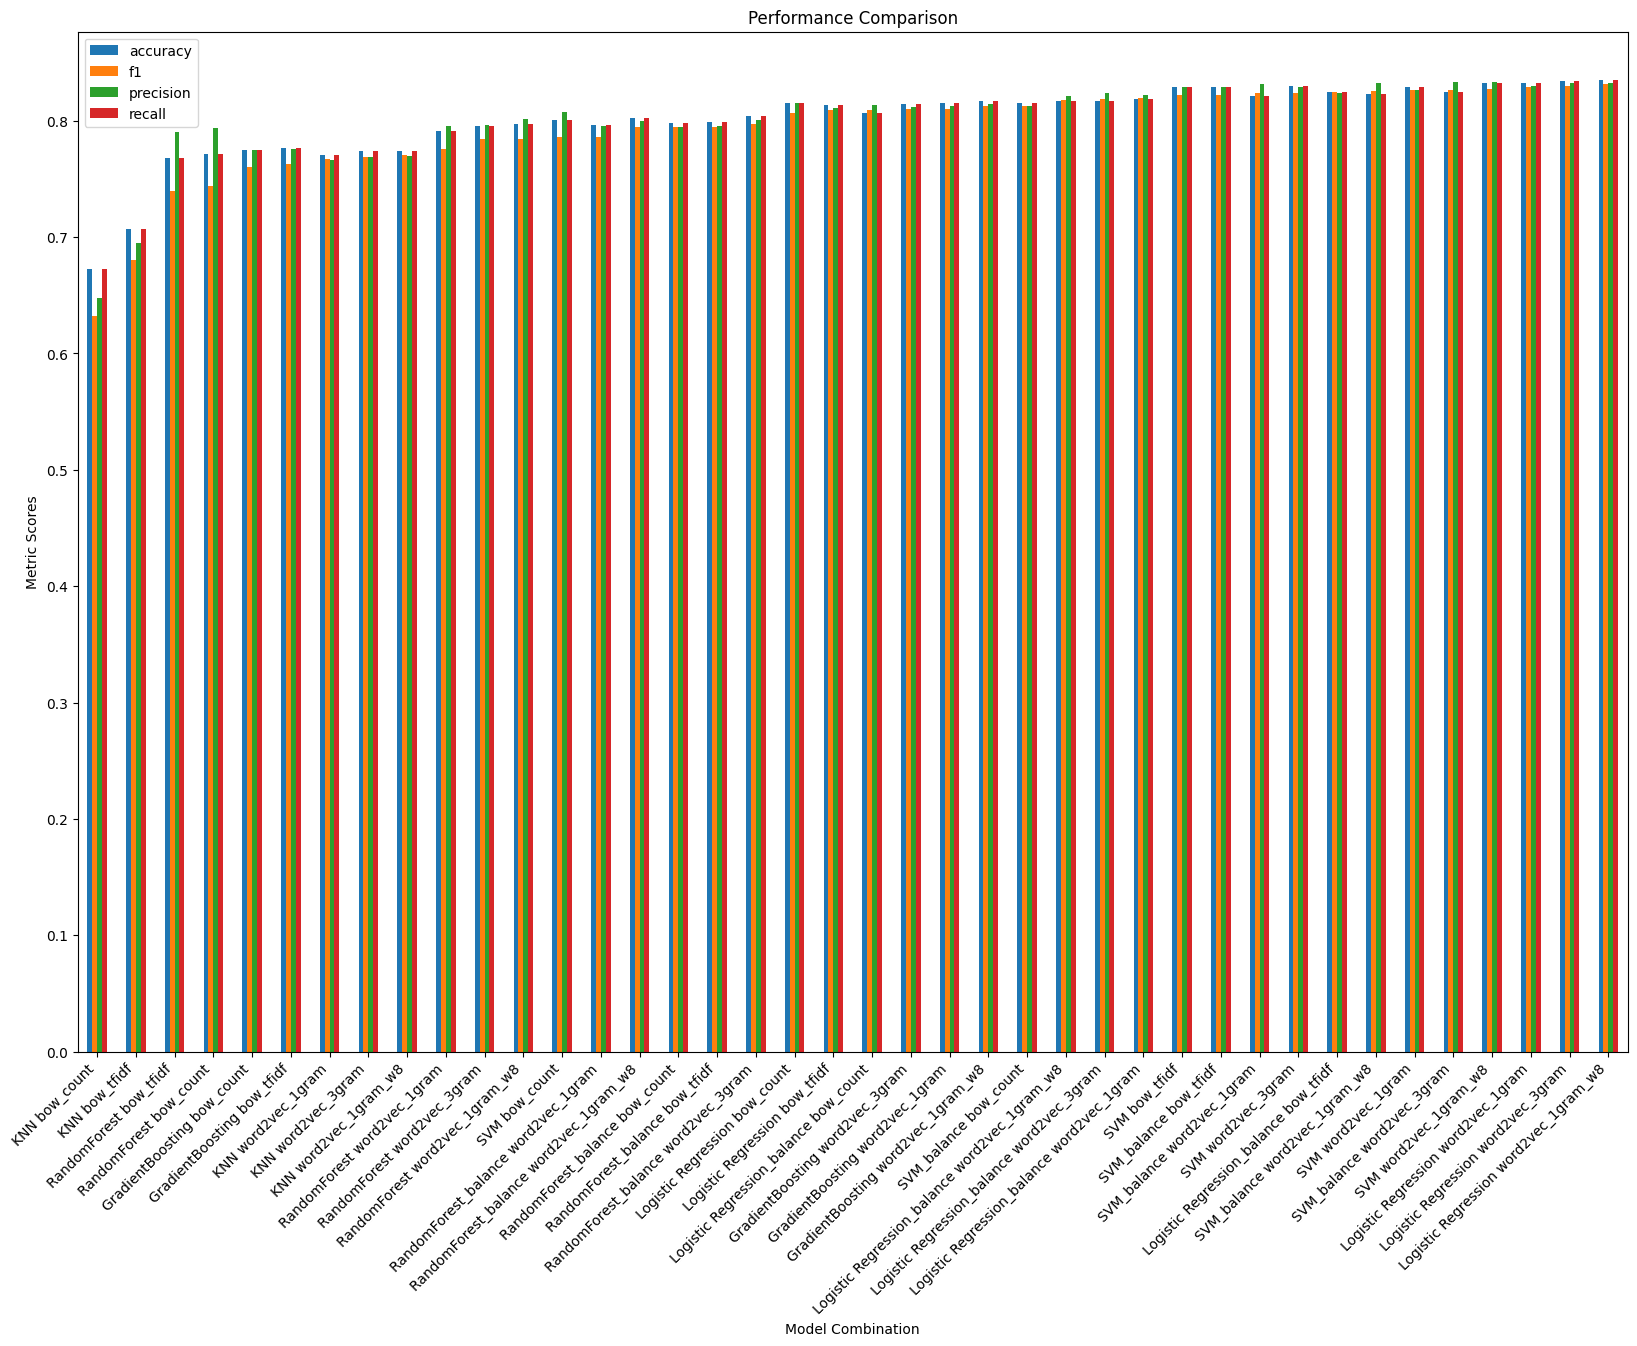 Performance Comparison
accuracy
f1
precision
recall
Metric Scores
0.8
0.7
0.6
0.5
0.4
0.3
0.2
0.1
0.0
KNN bow_count
KNN bow_tfidf
RandomForest bow_tfidf
RandomForest bow_count
GradientBoosting bow_count
GradientBoosting bow_tfidf
KNN word2vec_1gram
KNN word2vec_3gram
KNN word2vec_1gram_w8
RandomForest word2vec_1gram
RandomForest word2vec_3gram
RandomForest word2vec_1gram_w8
SVM bow_count
RandomForest_balance word2vec_1gram
RandomForest_balance word2vec_1gram_w8
RandomForest_balance bow_count
RandomForest_balance bow_tfidf
RandomForest_balance word2vec_3gram
Logistic Regression bow_count
Logistic Regression bow_tfidf
Logistic Regression_balance bow_count
GradientBoosting word2vec_3gram
GradientBoosting word2vec_1gram
GradientBoosting word2vec_1gram_w8
SVM_balance bow_count
Logistic Regression_balance word2vec_1gram_w8
Logistic Regression_balance word2vec_3gram
Logistic Regression_balance word2vec_1gram
SVM bow_tfidf
SVM_balance bow_tfidf
SVM_balance word2vec_1gram
SVM word2vec_3gram
Logistic Regression_balance bow_tfidf
SVM_balance word2vec_1gram_w8
SVM word2vec_1gram
SVM_balance word2vec_3gram
SVM word2vec_1gram_w8
Logistic Regression word2vec_1gram
Logistic Regression word2vec_3gram
Logistic Regression word2vec_1gram_w8
Model Combination